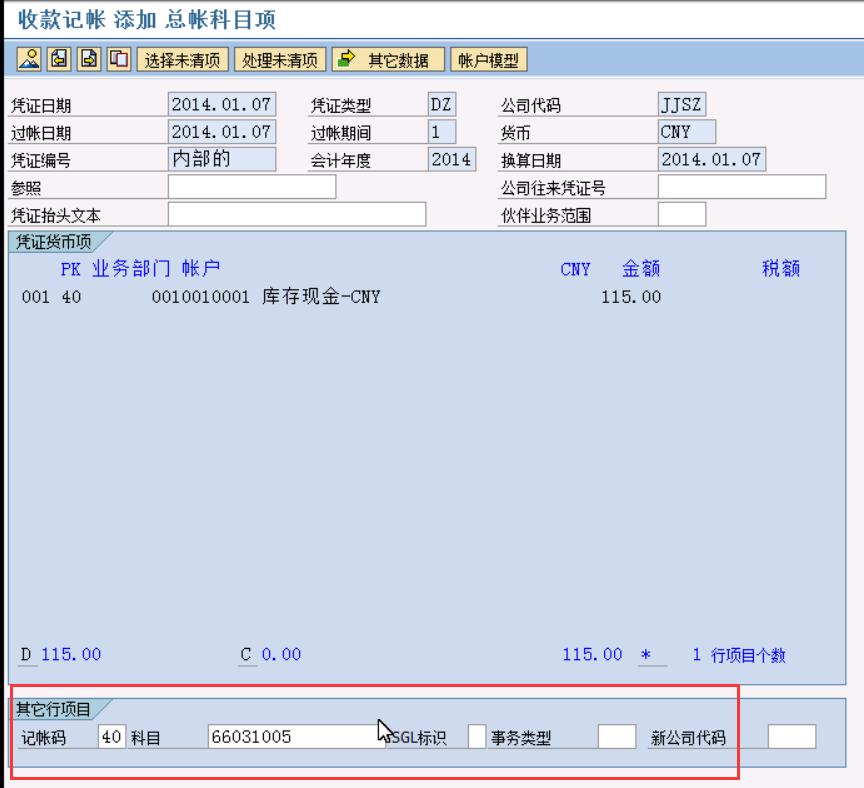 收款记帐 添加 总帐科目项
选择未清项 处理未清项 其它数据 帐户模型
凭证日期 2014.01.07 凭证类型 DZ 公司代码 JJSZ
过帐日期 2014.01.07 过帐期间 1 货币 CNY
凭证编号 内部的 会计年度 2014 换算日期 2014.01.07
参照 公司往来凭证号
凭证抬头文本 伙伴业务范围
凭证货币项
PK 业务部门 帐户 CNY 金额 税额
001 40 0010010001 库存现金-CNY 115.00
D 115.00 C 0.00 115.00 * 1 行项目个数
其它行项目
记帐码 40 科目 66031005 SGL标识 事务类型 新公司代码